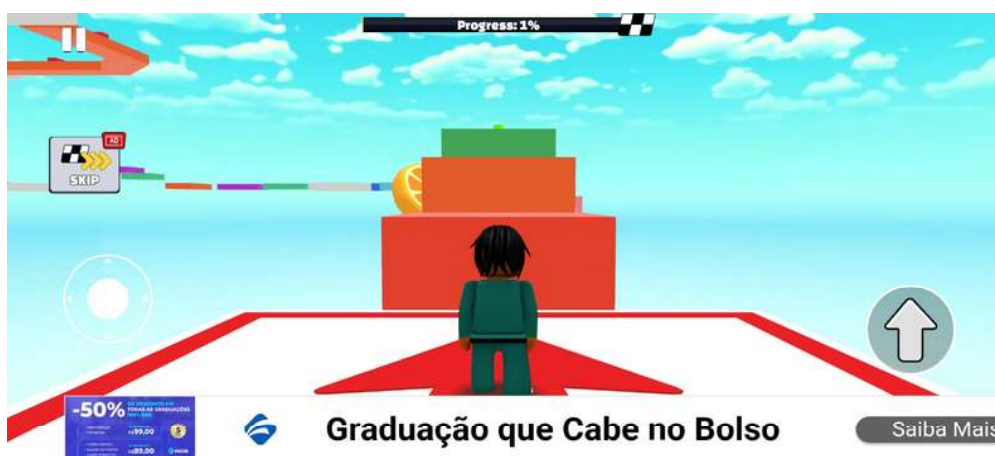 Progress: 1%
AD
SKIP
-50%
Graduação que Cabe no Bolso
Saiba Mais